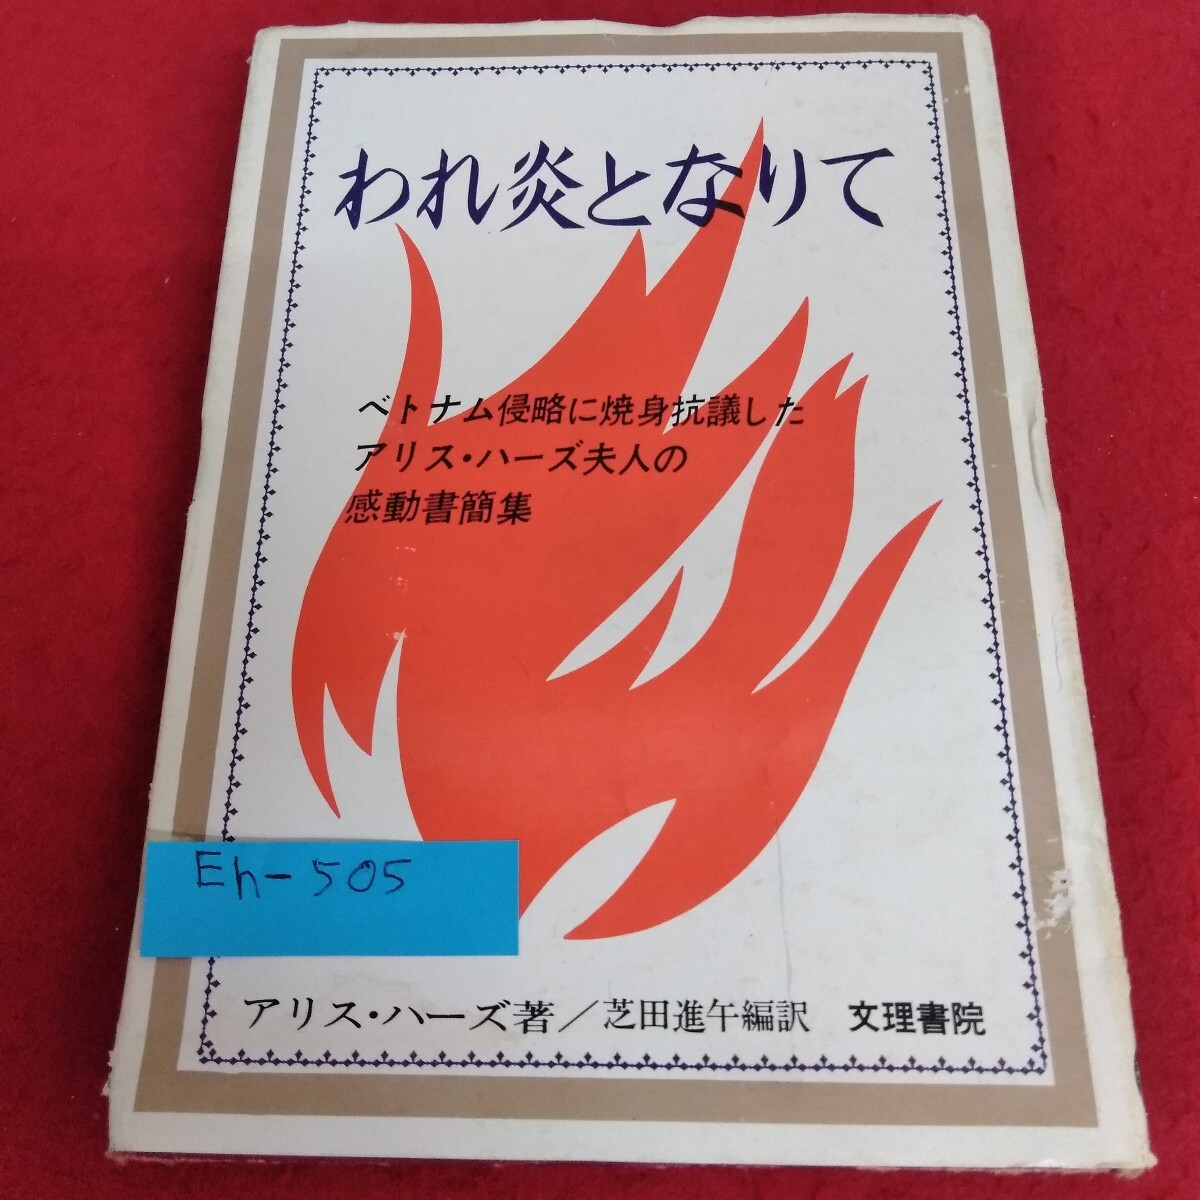 われ炎となりて
ベトナム侵略に焼身抗議した
アリス・ハーズ夫人の
感動書簡集
Eh-505
アリス・ハーズ著／芝田進午編訳 文理書院